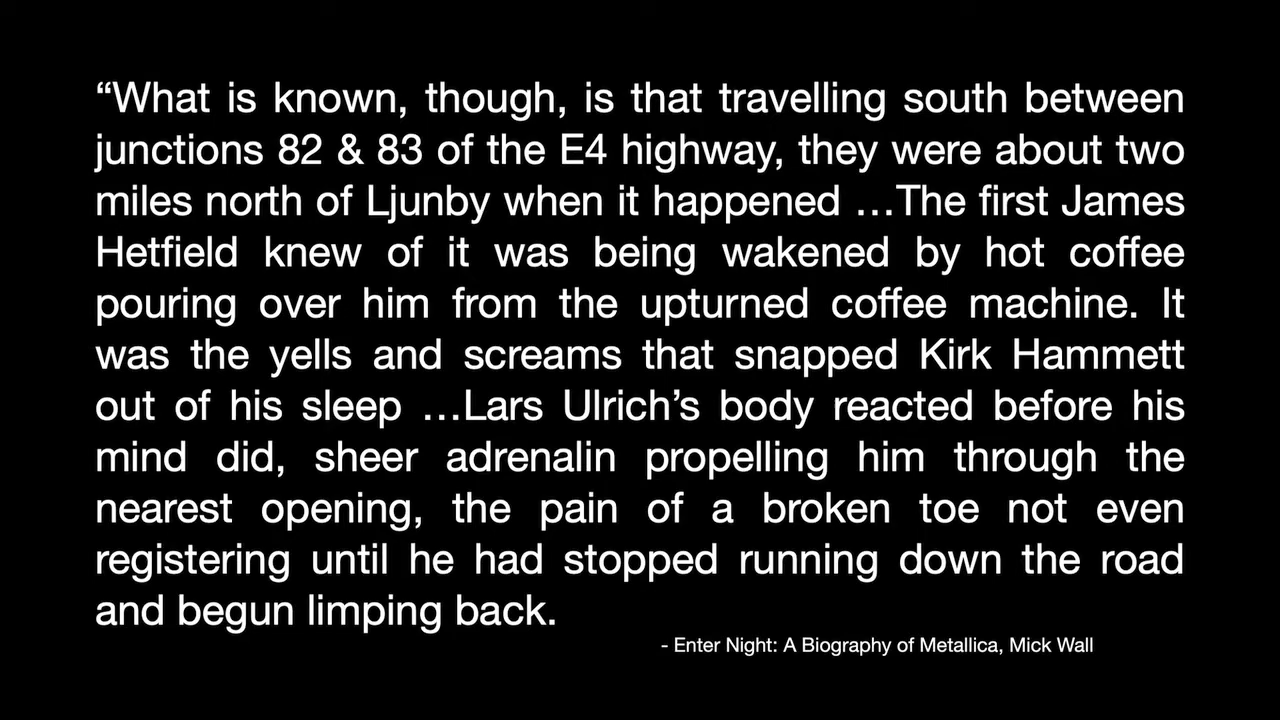 “What is known, though, is that travelling south between
junctions 82 & 83 of the E4 highway, they were about two
miles north of Ljunby when it happened …The first James
Hetfield knew of it was being wakened by hot coffee
pouring over him from the upturned coffee machine. It
was the yells and screams that snapped Kirk Hammett
out of his sleep …Lars Ulrich’s body reacted before his
mind did, sheer adrenalin propelling him through the
nearest opening, the pain of a broken toe not even
registering until he had stopped running down the road
and begun limping back.
- Enter Night: A Biography of Metallica, Mick Wall